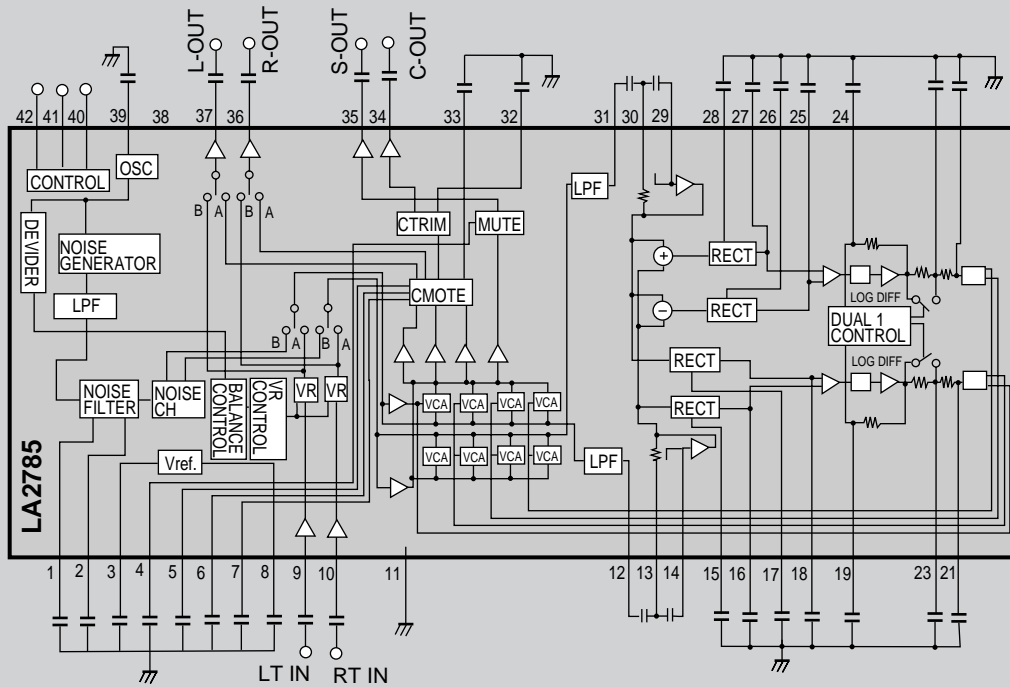 L-OUT
R-OUT
S-OUT
C-OUT
42
41
40
39
38
37
36
35
34
33
32
31
30
29
28
27
26
25
24
CONTROL
OSC
B
A
B
A
LPF
CTRIM
MUTE
DEVIDER
NOISE
GENERATOR
+
RECT
LPF
CMOTE
−
RECT
LOG DIFF
DUAL 1
CONTROL
B
A
B
A
LOG DIFF
RECT
NOISE
FILTER
NOISE
CH
BALANCE
CONTROL
VR
CONTROL
VR
VR
VCA
VCA
VCA
VCA
RECT
VCA
VCA
VCA
VCA
LPF
Vref.
LA2785
1
2
3
4
5
6
7
8
9
10
11
12
13
14
15
16
17
18
19
23
21
LT IN
RT IN